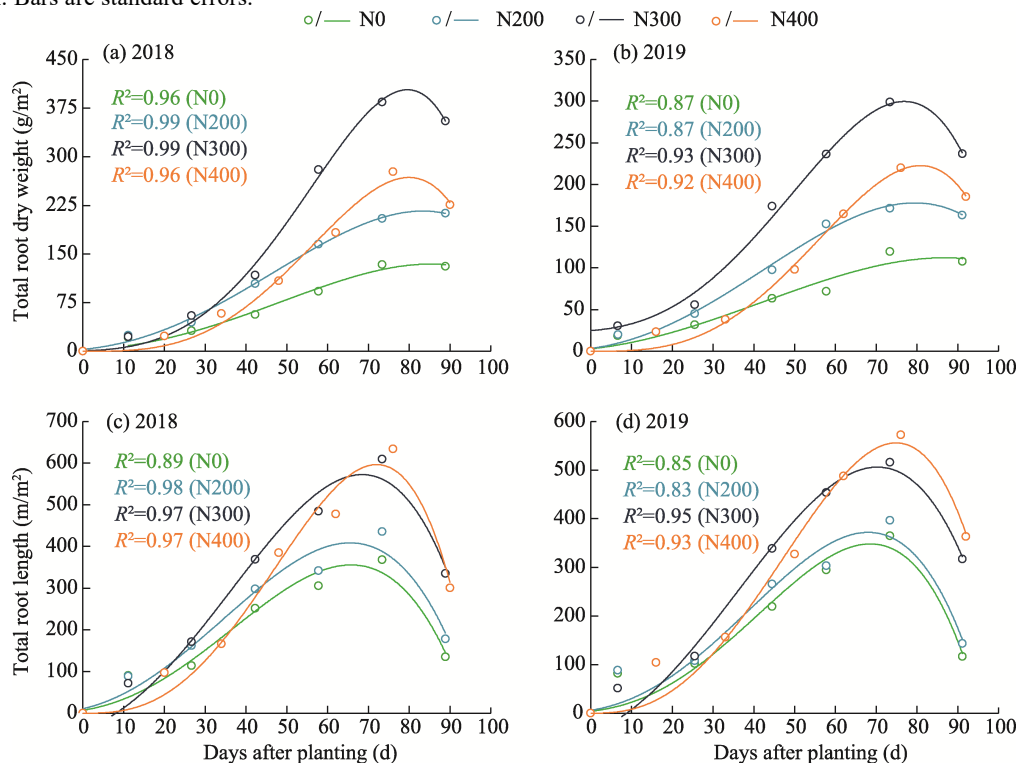 . Bars are standard errors.
N0 N200 N300 N400
(a) 2018
R²=0.96 (N0)
R²=0.99 (N200)
R²=0.99 (N300)
R²=0.96 (N400)
Total root dry weight (g/m²)
450
375
300
225
150
75
0
0 10 20 30 40 50 60 70 80 90 100
(b) 2019
R²=0.87 (N0)
R²=0.87 (N200)
R²=0.93 (N300)
R²=0.92 (N400)
350
300
250
200
150
100
50
0
0 10 20 30 40 50 60 70 80 90 100
(c) 2018
R²=0.89 (N0)
R²=0.98 (N200)
R²=0.97 (N300)
R²=0.97 (N400)
Total root length (m/m²)
700
600
500
400
300
200
100
0
0 10 20 30 40 50 60 70 80 90 100
Days after planting (d)
(d) 2019
R²=0.85 (N0)
R²=0.83 (N200)
R²=0.95 (N300)
R²=0.93 (N400)
600
500
400
300
200
100
0
0 10 20 30 40 50 60 70 80 90 100
Days after planting (d)